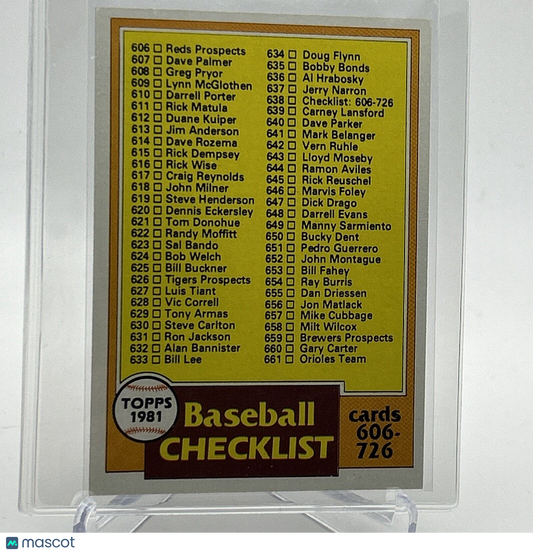 606 □ Reds Prospects
607 □ Dave Palmer
608 □ Greg Pryor
609 □ Lynn McGlothen
610 □ Darrell Porter
611 □ Rick Matula
612 □ Duane Kuiper
613 □ Jim Anderson
614 □ Dave Rozema
615 □ Rick Dempsey
616 □ Rick Wise
617 □ Craig Reynolds
618 □ John Milner
619 □ Steve Henderson
620 □ Dennis Eckersley
621 □ Tom Donohue
622 □ Randy Moffitt
623 □ Sal Bando
624 □ Bob Welch
625 □ Bill Buckner
626 □ Tigers Prospects
627 □ Luis Tiant
628 □ Vic Correll
629 □ Tony Armas
630 □ Steve Carlton
631 □ Ron Jackson
632 □ Alan Bannister
633 □ Bill Lee
634 □ Doug Flynn
635 □ Bobby Bonds
636 □ Al Hrabosky
637 □ Jerry Narron
638 □ Checklist: 606-726
639 □ Carney Lansford
640 □ Dave Parker
641 □ Mark Belanger
642 □ Vern Ruhle
643 □ Lloyd Moseby
644 □ Ramon Aviles
645 □ Rick Reuschel
646 □ Marvis Foley
647 □ Dick Drago
648 □ Darrell Evans
649 □ Manny Sarmiento
650 □ Bucky Dent
651 □ Pedro Guerrero
652 □ John Montague
653 □ Bill Fahey
654 □ Ray Burris
655 □ Dan Driessen
656 □ Jon Matlack
657 □ Mike Cubbage
658 □ Milt Wilcox
659 □ Brewers Prospects
660 □ Gary Carter
661 □ Orioles Team
TOPPS
1981
Baseball
CHECKLIST
cards
606-
726
mascot